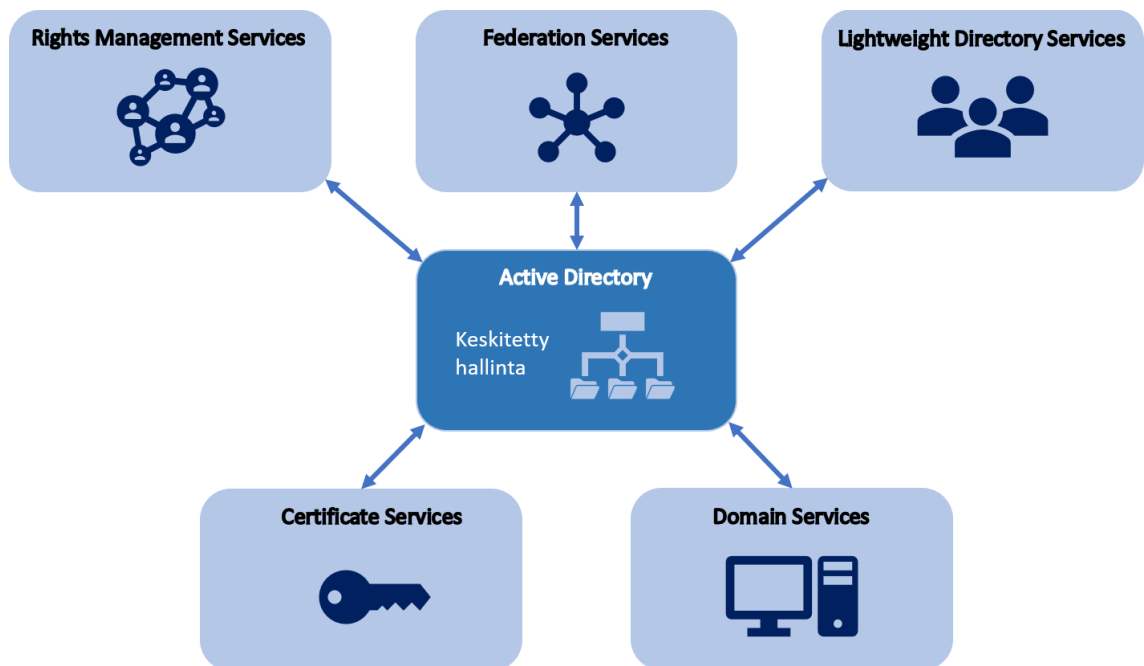 Rights Management Services
Federation Services
Lightweight Directory Services
Active Directory
Keskitetty
hallinta
Certificate Services
Domain Services